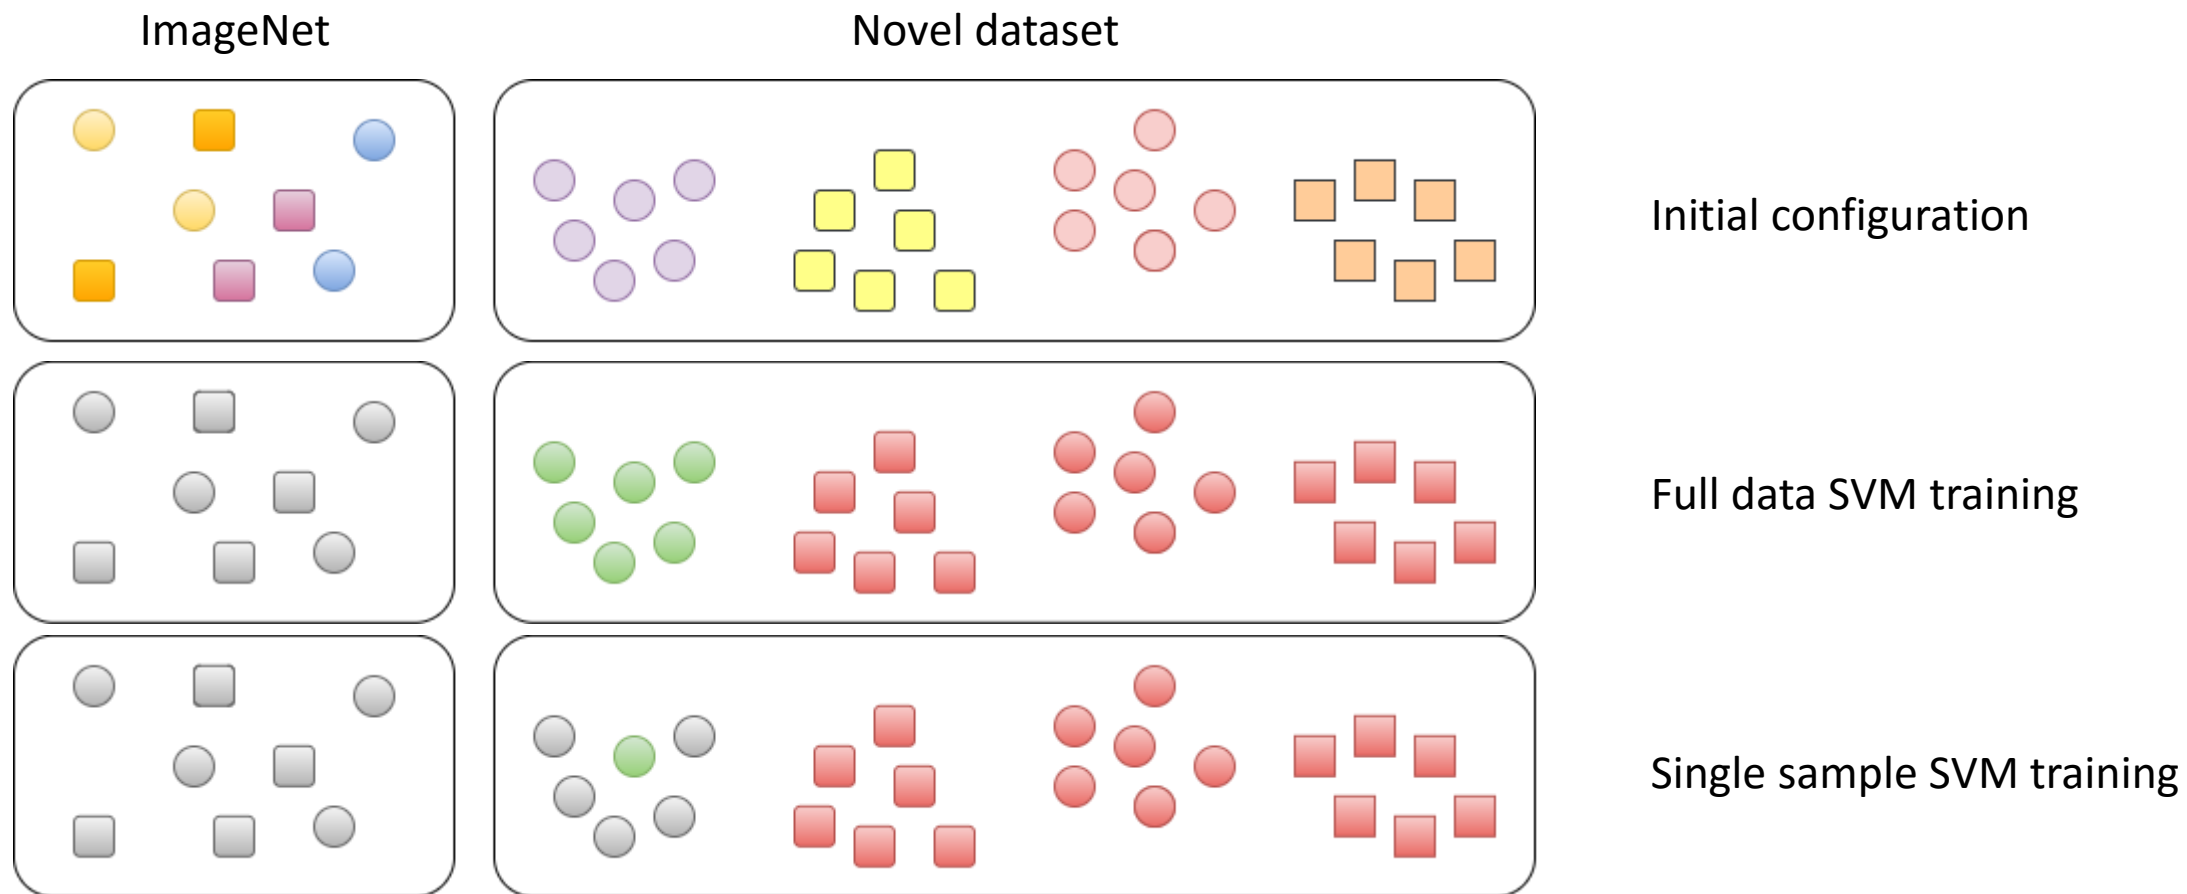 ImageNet
Novel dataset
Initial configuration
Full data SVM training
Single sample SVM training